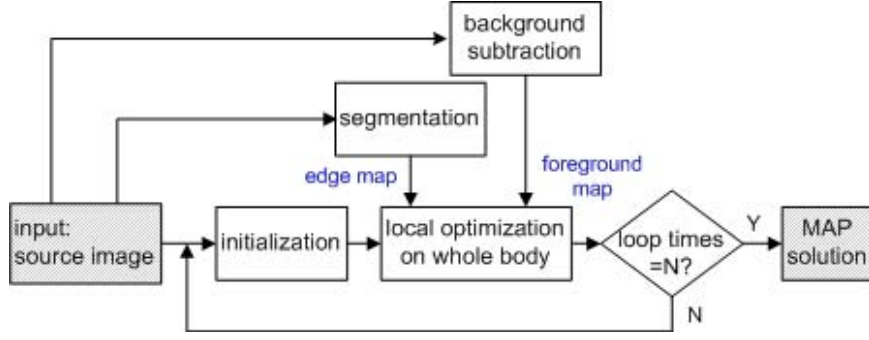 background
subtraction
segmentation
edge map
foreground
map
input:
source image
initialization
local optimization
on whole body
loop times
=N?
Y
MAP
solution
N